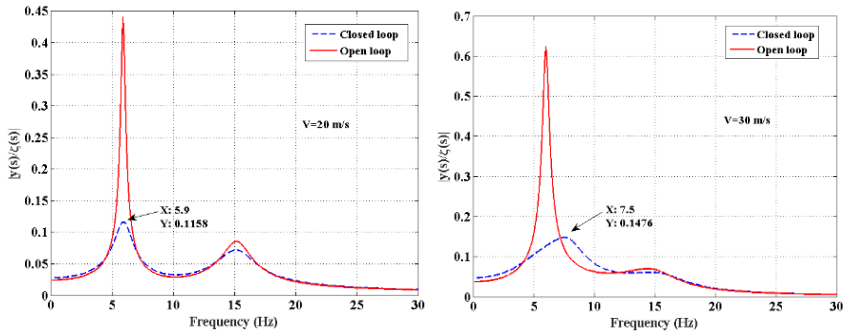 0.45
0.4
0.35
0.3
0.25
0.2
0.15
0.1
0.05
0
|y(s)/ζ(s)|
Closed loop
Open loop
V=20 m/s
X: 5.9
Y: 0.1158
0 5 10 15 20 25 30
Frequency (Hz)
0.7
0.6
0.5
0.4
0.3
0.2
0.1
0
|y(s)/ζ(s)|
Closed loop
Open loop
V=30 m/s
X: 7.5
Y: 0.1476
0 5 10 15 20 25 30
Frequency (Hz)